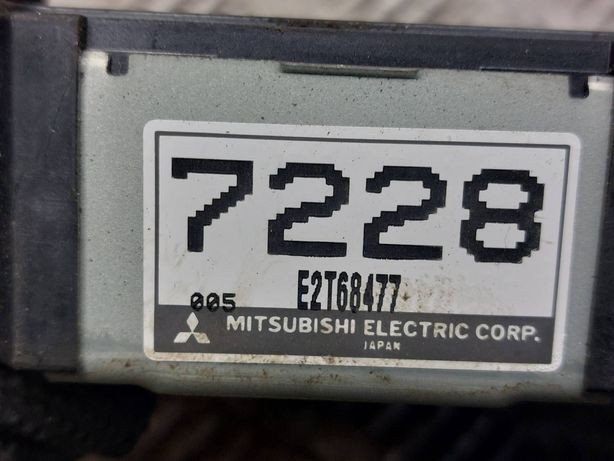 7228
E2T68477
005
MITSUBISHI ELECTRIC CORP.
JAPAN